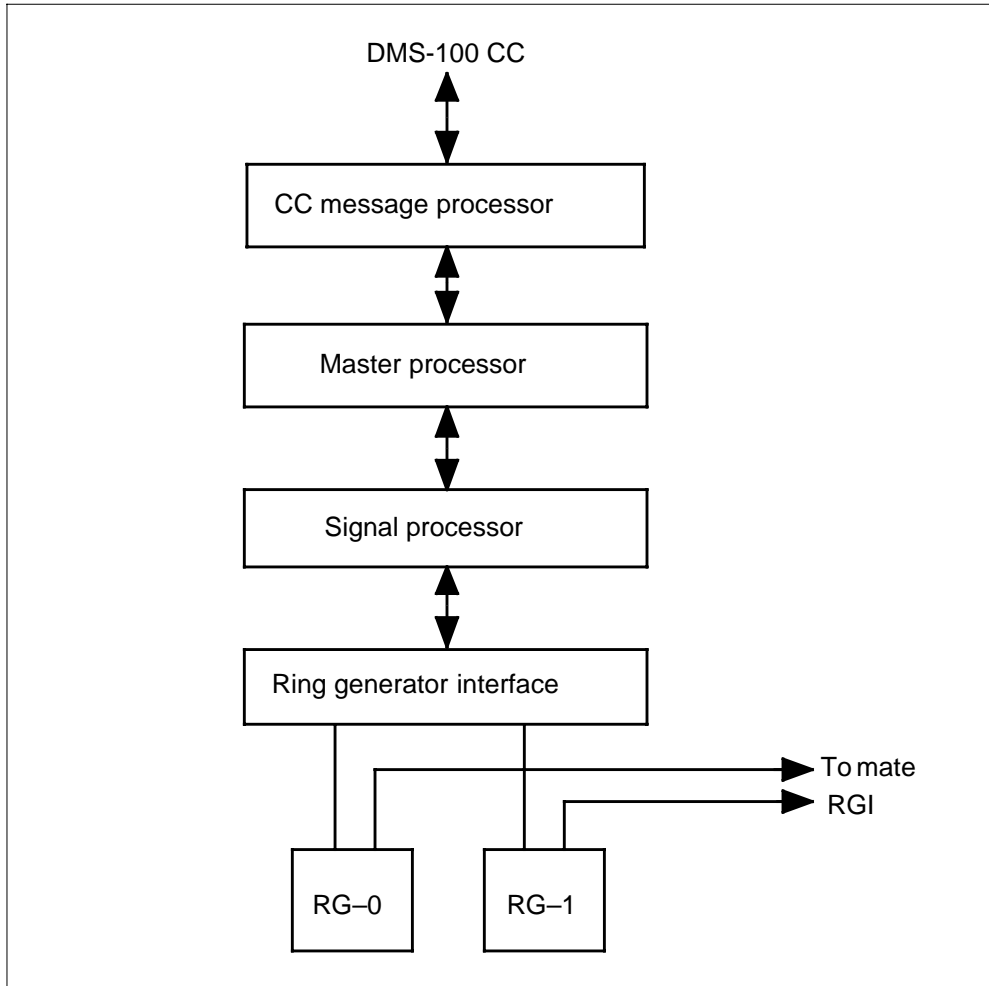 DMS-100 CC
CC message processor
Master processor
Signal processor
Ring generator interface
To mate
RGI
RG–0
RG–1